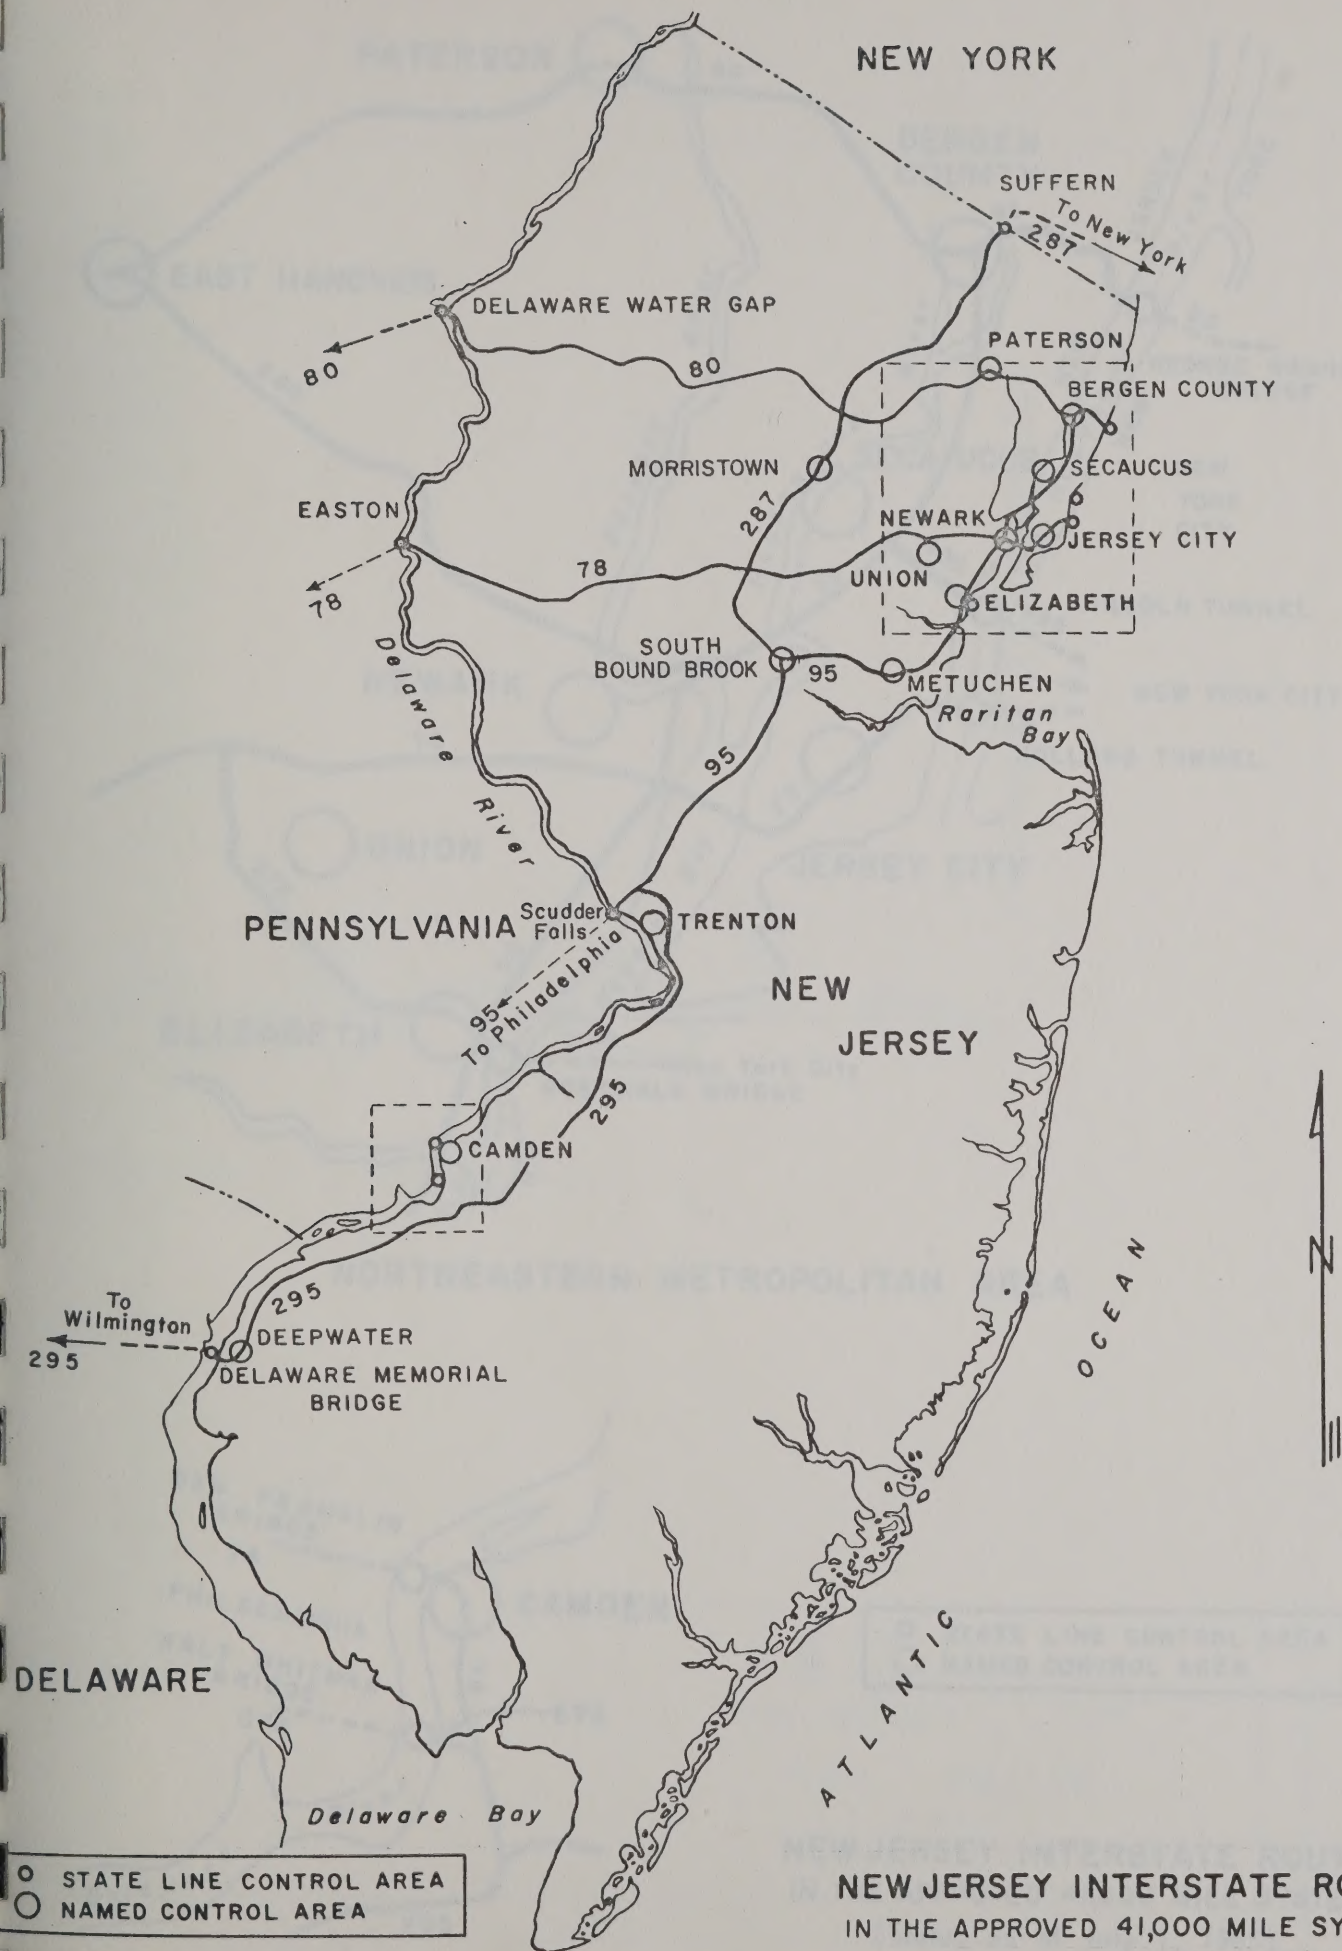 NEW YORK
SUFFERN
To New York
287
DELAWARE WATER GAP
80
80
PATERSON
BERGEN COUNTY
MORRISTOWN
SECAUCUS
287
EASTON
NEWARK
JERSEY CITY
78
78
UNION
ELIZABETH
SOUTH
BOUND BROOK
95
METUCHEN
Raritan
Bay
Delaware
River
95
PENNSYLVANIA
Scudder
Falls
TRENTON
95
To Philadelphia
NEW
JERSEY
295
CAMDEN
N
295
To
Wilmington
295
DEEPWATER
DELAWARE MEMORIAL
BRIDGE
ATLANTIC OCEAN
DELAWARE
Delaware Bay
STATE LINE CONTROL AREA
NAMED CONTROL AREA
NEW JERSEY INTERSTATE RO
IN THE APPROVED 41,000 MILE SY